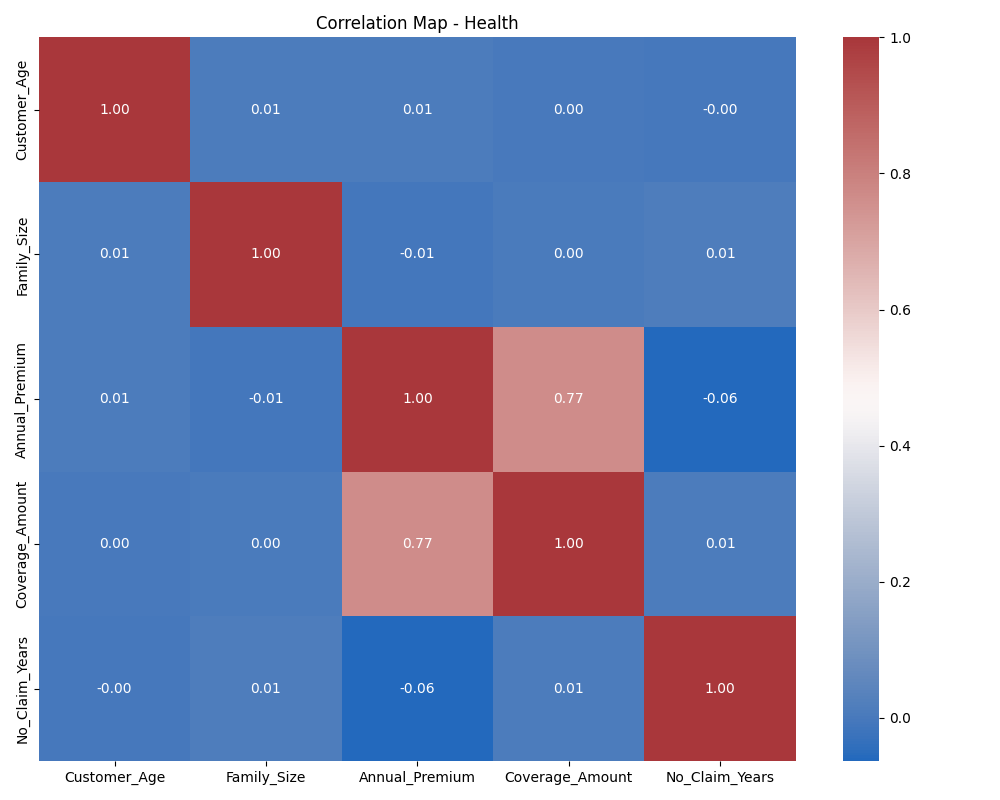 Correlation Map - Health
Customer_Age 1.00 0.01 0.01 0.00 -0.00
Family_Size 0.01 1.00 -0.01 0.00 0.01
Annual_Premium 0.01 -0.01 1.00 0.77 -0.06
Coverage_Amount 0.00 0.00 0.77 1.00 0.01
No_Claim_Years -0.00 0.01 -0.06 0.01 1.00
Customer_Age Family_Size Annual_Premium Coverage_Amount No_Claim_Years
1.0
0.8
0.6
0.4
0.2
0.0